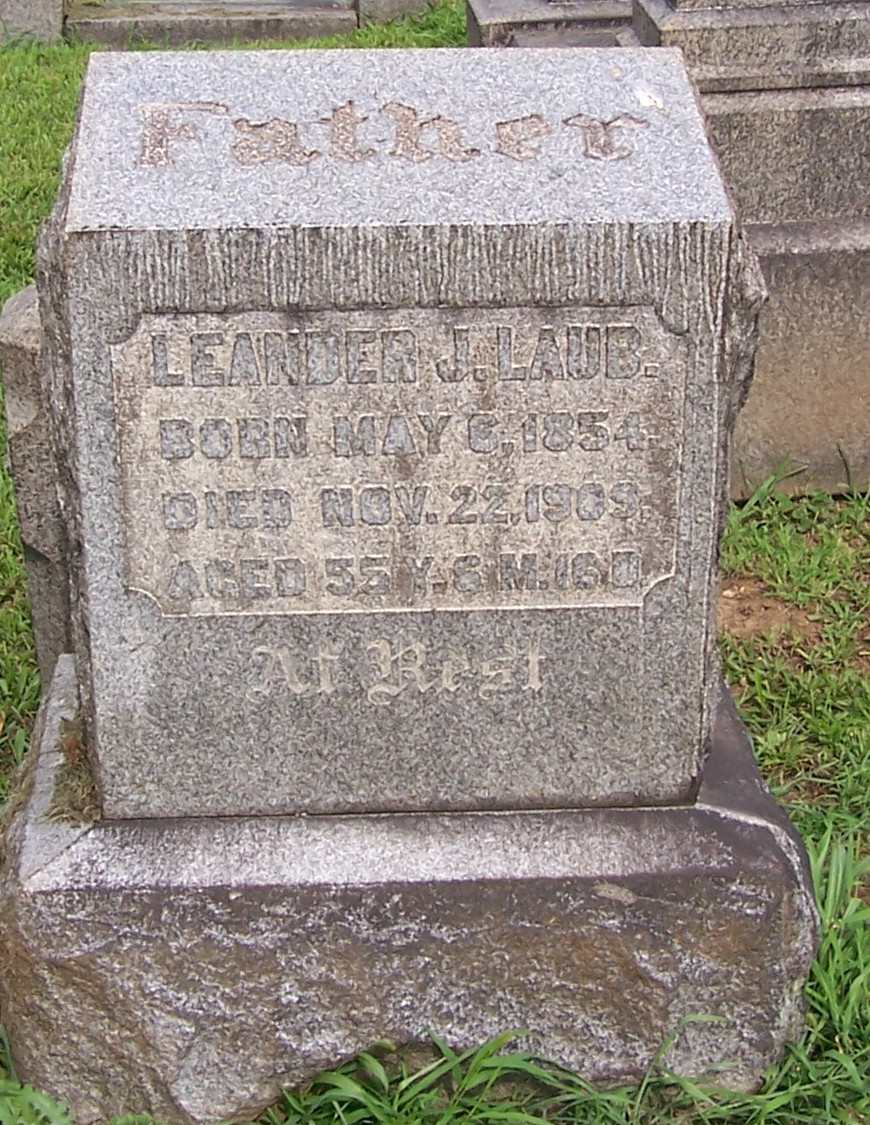 Father
LEANDER J. LAUB.
BORN MAY 6, 1854.
DIED NOV. 22, 1909.
AGED 55 Y. 6 M. 16 D.
At Rest